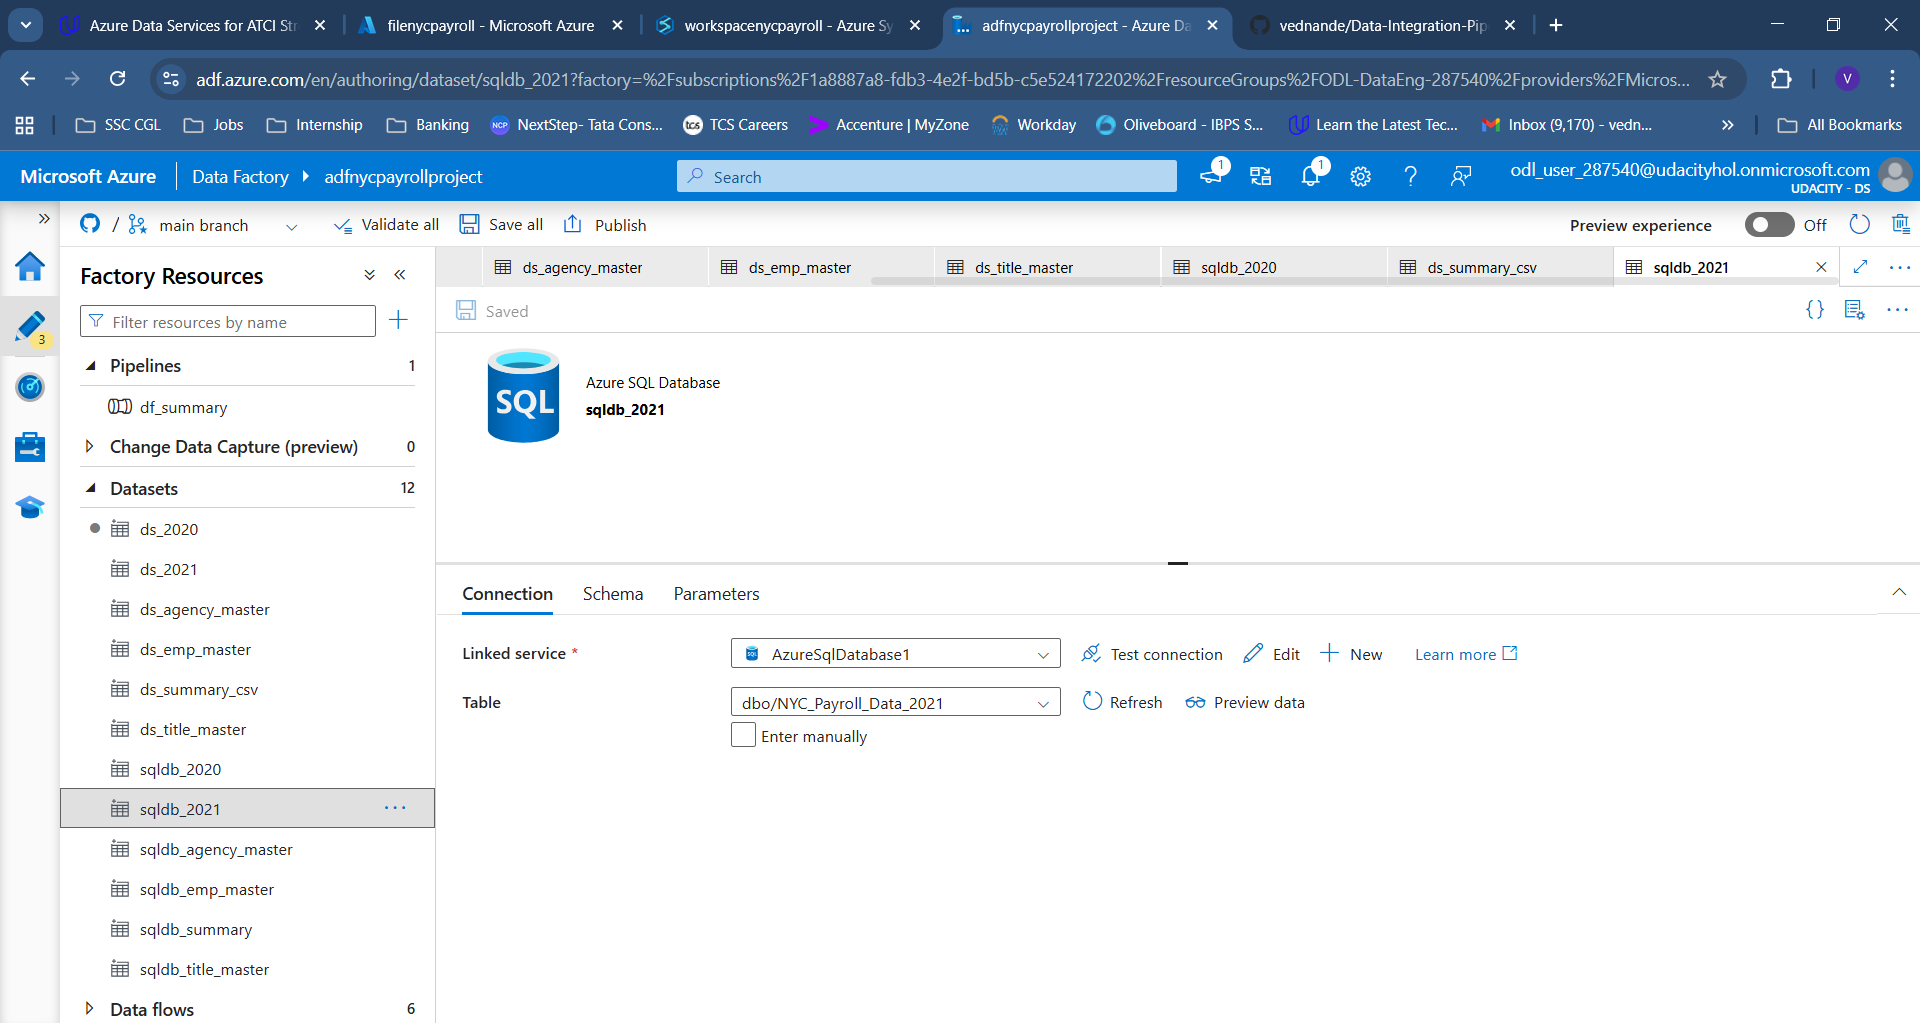 Azure Data Services for ATCI Str
filenycpayroll - Microsoft Azure
workspacenycpayroll - Azure Sy
adfnycpayrollproject - Azure Da
vednande/Data-Integration-Pip
adf.azure.com/en/authoring/dataset/sqldb_2021?factory=%2Fsubscriptions%2F1a8887a8-fdb3-4e2f-bd5b-c5e524172202%2FresourceGroups%2FODL-DataEng-287540%2Fproviders%2FMicros...
V
SSC CGL
Jobs
Internship
Banking
NextStep- Tata Cons...
TCS Careers
Accenture | MyZone
Workday
Oliveboard - IBPS S...
Learn the Latest Tec...
Inbox (9,170) - vedn...
All Bookmarks
Microsoft Azure
Data Factory
adfnycpayrollproject
Search
1
1
odl_user_287540@udacityhol.onmicrosoft.com
UDACITY - DS
/
main branch
Validate all
Save all
Publish
Preview experience
Off
Factory Resources
Filter resources by name
3
Pipelines 1
df_summary
Change Data Capture (preview) 0
Datasets 12
ds_2020
ds_2021
ds_agency_master
ds_emp_master
ds_summary_csv
ds_title_master
sqldb_2020
sqldb_2021
sqldb_agency_master
sqldb_emp_master
sqldb_summary
sqldb_title_master
Data flows 6
ds_agency_master
ds_emp_master
ds_title_master
sqldb_2020
ds_summary_csv
sqldb_2021
Saved
SQL
Azure SQL Database
sqldb_2021
Connection
Schema
Parameters
Linked service *
AzureSqlDatabase1
Test connection
Edit
New
Learn more
Table
dbo/NYC_Payroll_Data_2021
Refresh
Preview data
Enter manually